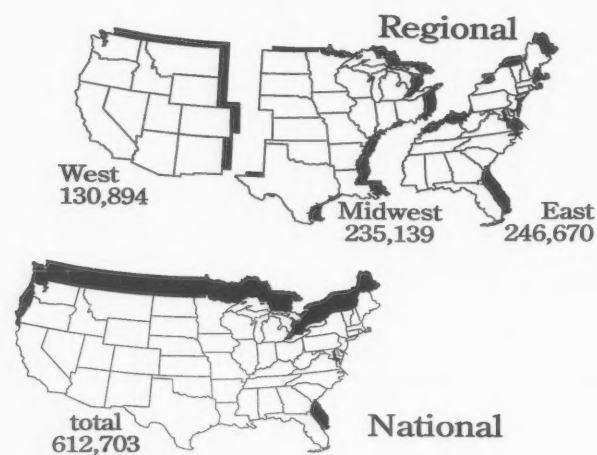 Regional
West
130,894
Midwest
235,139
East
246,670
total
612,703
National